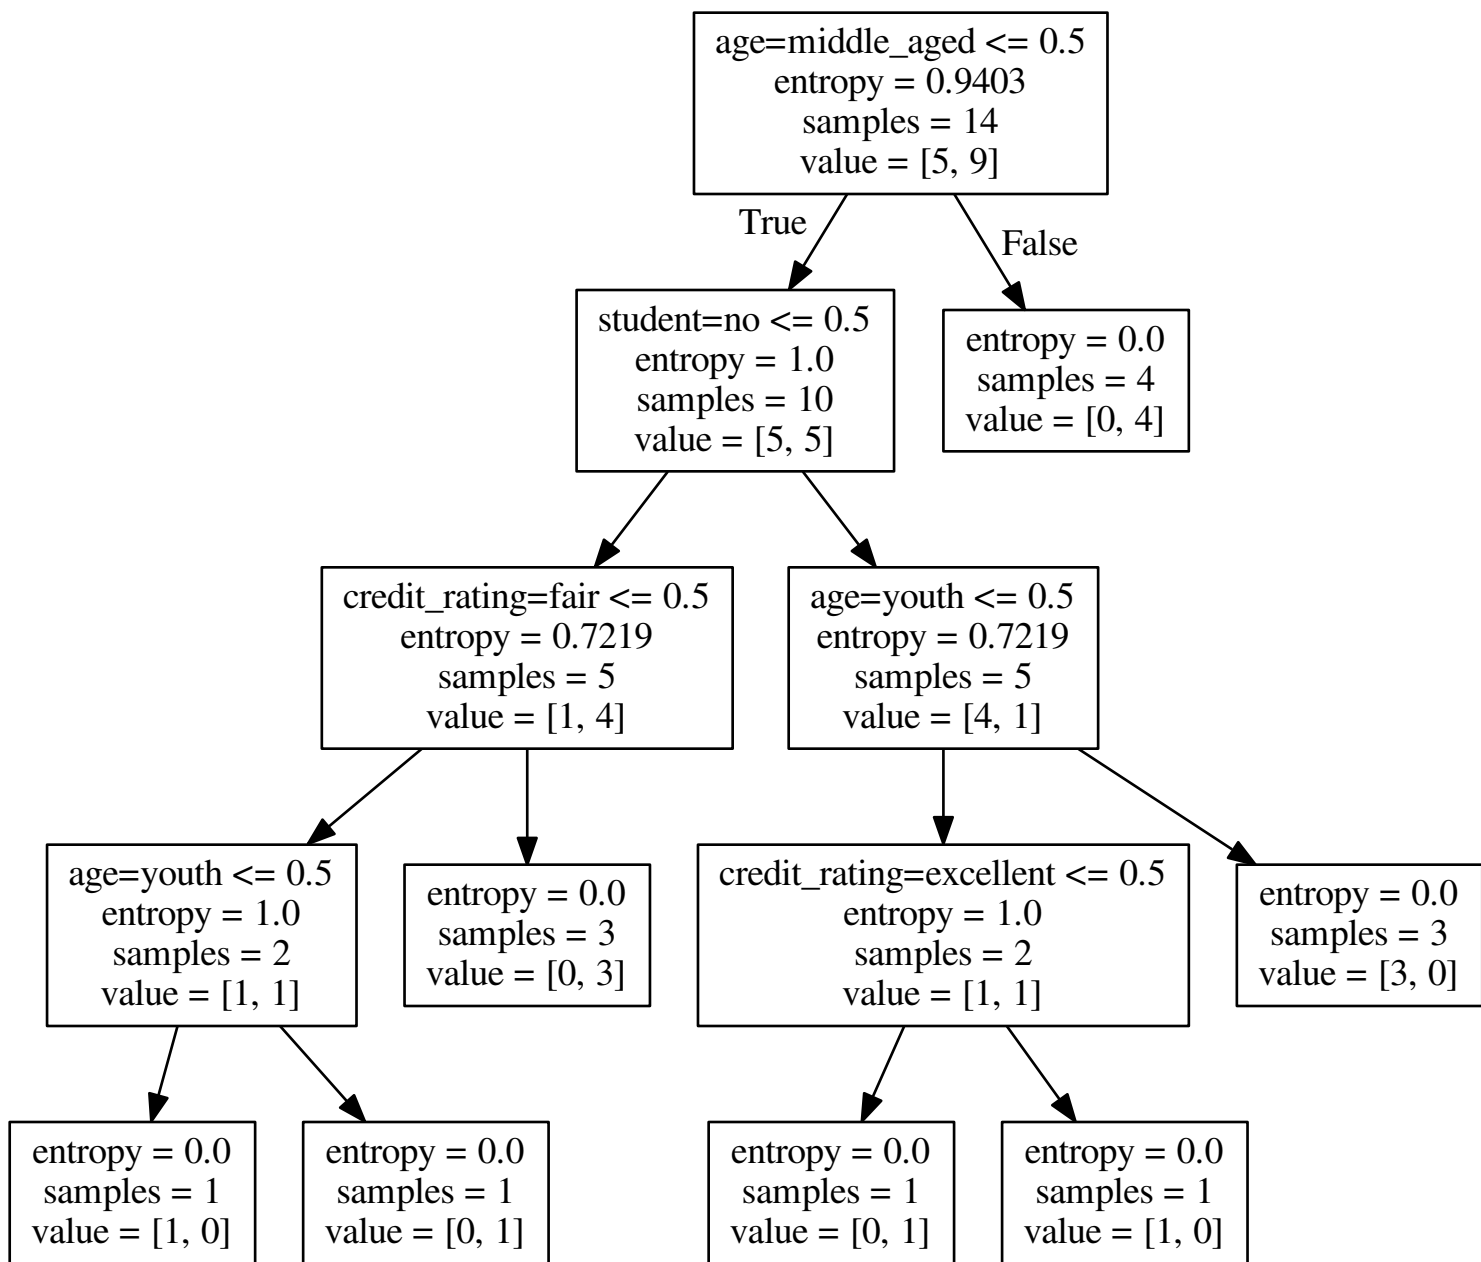 age=middle_aged <= 0.5
entropy = 0.9403
samples = 14
value = [5, 9]
True
False
student=no <= 0.5
entropy = 1.0
samples = 10
value = [5, 5]
entropy = 0.0
samples = 4
value = [0, 4]
credit_rating=fair <= 0.5
entropy = 0.7219
samples = 5
value = [1, 4]
age=youth <= 0.5
entropy = 0.7219
samples = 5
value = [4, 1]
age=youth <= 0.5
entropy = 1.0
samples = 2
value = [1, 1]
entropy = 0.0
samples = 3
value = [0, 3]
credit_rating=excellent <= 0.5
entropy = 1.0
samples = 2
value = [1, 1]
entropy = 0.0
samples = 3
value = [3, 0]
entropy = 0.0
samples = 1
value = [1, 0]
entropy = 0.0
samples = 1
value = [0, 1]
entropy = 0.0
samples = 1
value = [0, 1]
entropy = 0.0
samples = 1
value = [1, 0]